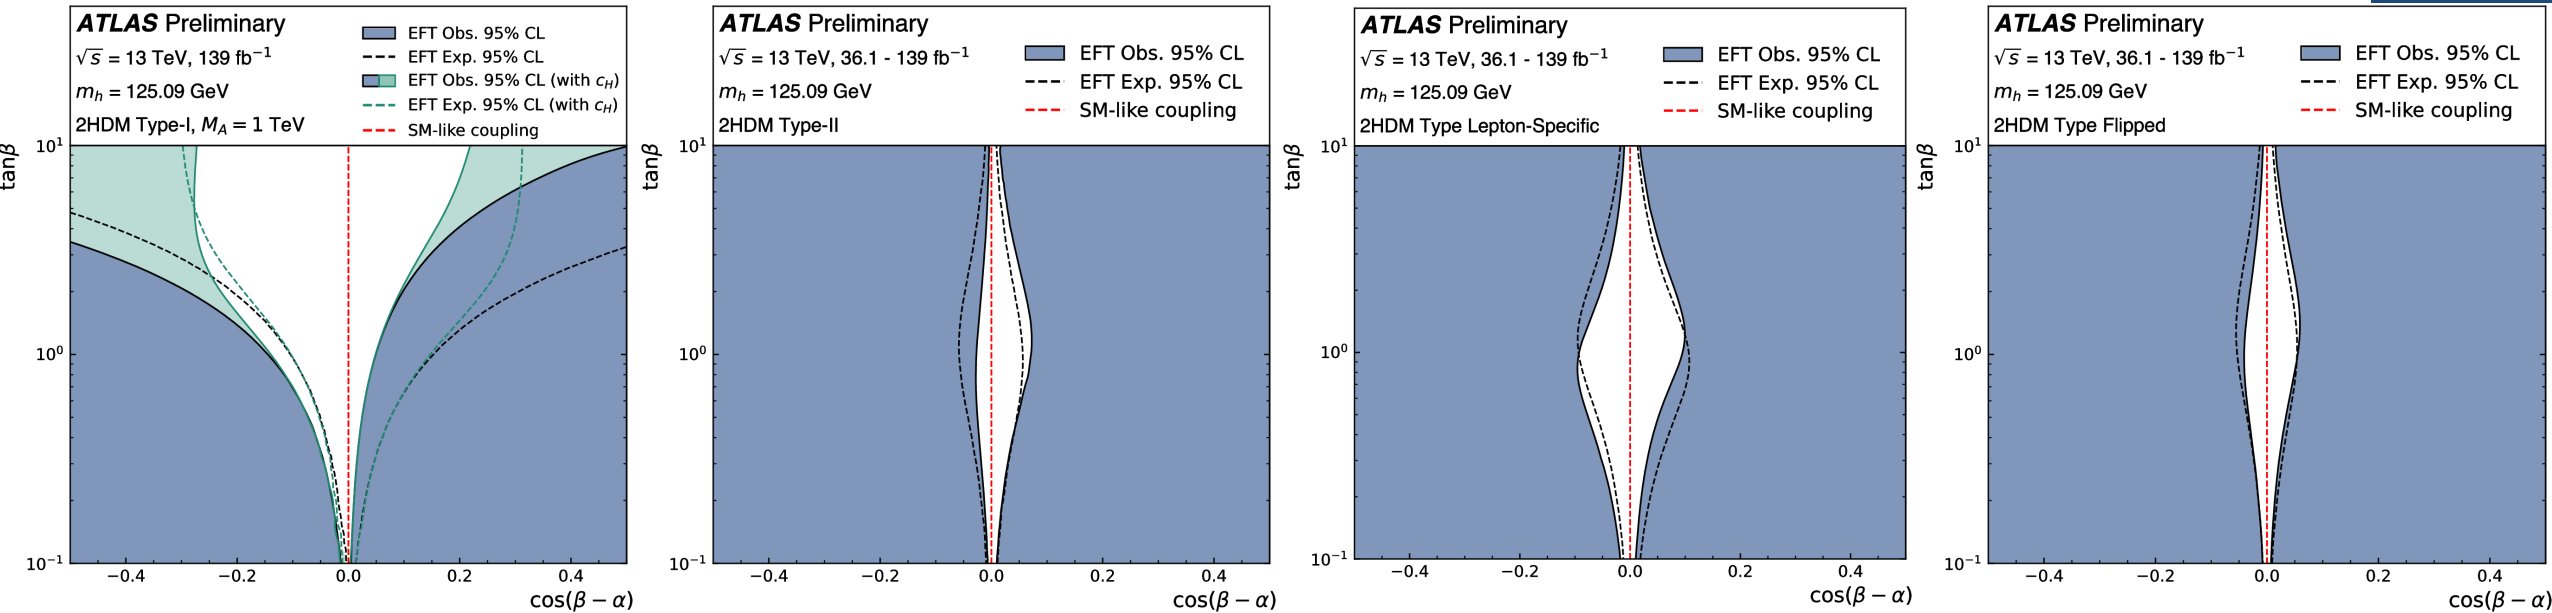 ATLAS Preliminary
√s = 13 TeV, 139 fb⁻¹
m_h = 125.09 GeV
2HDM Type-I, M_A = 1 TeV
EFT Obs. 95% CL
EFT Exp. 95% CL
EFT Obs. 95% CL (with c_H)
EFT Exp. 95% CL (with c_H)
SM-like coupling
tanβ
10¹
10⁰
10⁻¹
−0.4 −0.2 0.0 0.2 0.4
cos(β − α)
ATLAS Preliminary
√s = 13 TeV, 36.1 - 139 fb⁻¹
m_h = 125.09 GeV
2HDM Type-II
EFT Obs. 95% CL
EFT Exp. 95% CL
SM-like coupling
tanβ
10¹
10⁰
10⁻¹
−0.4 −0.2 0.0 0.2 0.4
cos(β − α)
ATLAS Preliminary
√s = 13 TeV, 36.1 - 139 fb⁻¹
m_h = 125.09 GeV
2HDM Type Lepton-Specific
EFT Obs. 95% CL
EFT Exp. 95% CL
SM-like coupling
tanβ
10¹
10⁰
10⁻¹
−0.4 −0.2 0.0 0.2 0.4
cos(β − α)
ATLAS Preliminary
√s = 13 TeV, 36.1 - 139 fb⁻¹
m_h = 125.09 GeV
2HDM Type Flipped
EFT Obs. 95% CL
EFT Exp. 95% CL
SM-like coupling
tanβ
10¹
10⁰
10⁻¹
−0.4 −0.2 0.0 0.2 0.4
cos(β − α)